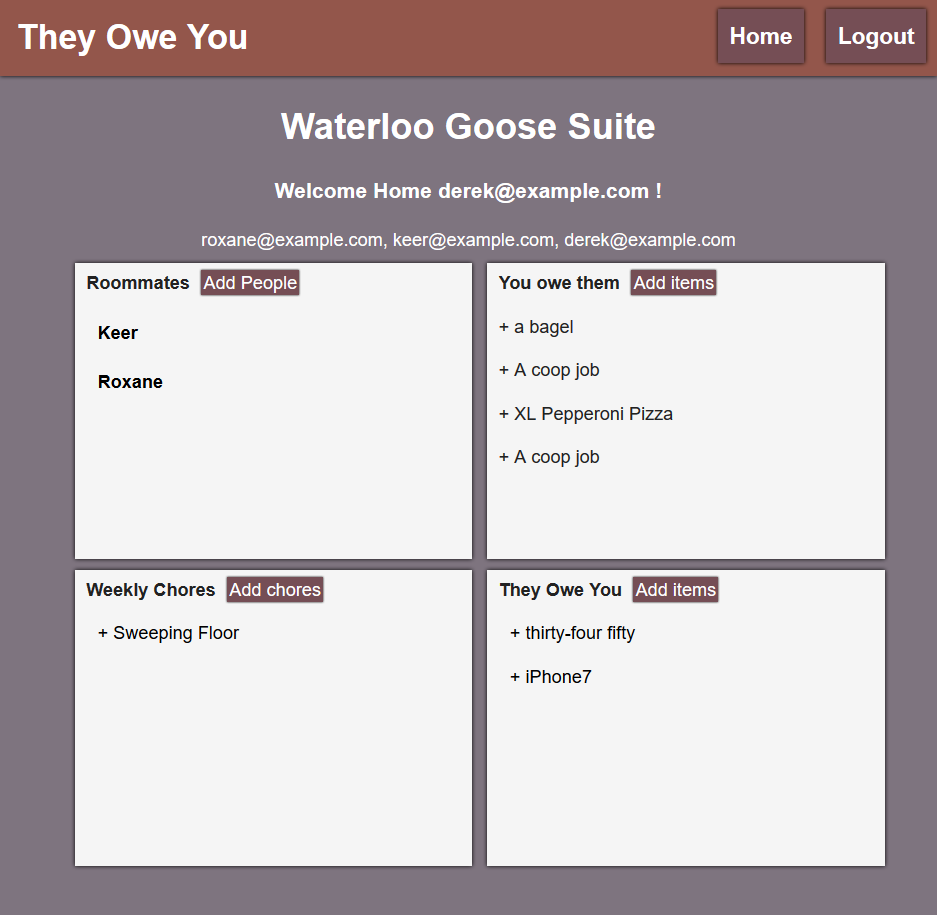 They Owe You
Home
Logout
Waterloo Goose Suite
Welcome Home derek@example.com !
roxane@example.com, keer@example.com, derek@example.com
Roommates Add People
Keer
Roxane
You owe them Add items
+ a bagel
+ A coop job
+ XL Pepperoni Pizza
+ A coop job
Weekly Chores Add chores
+ Sweeping Floor
They Owe You Add items
+ thirty-four fifty
+ iPhone7